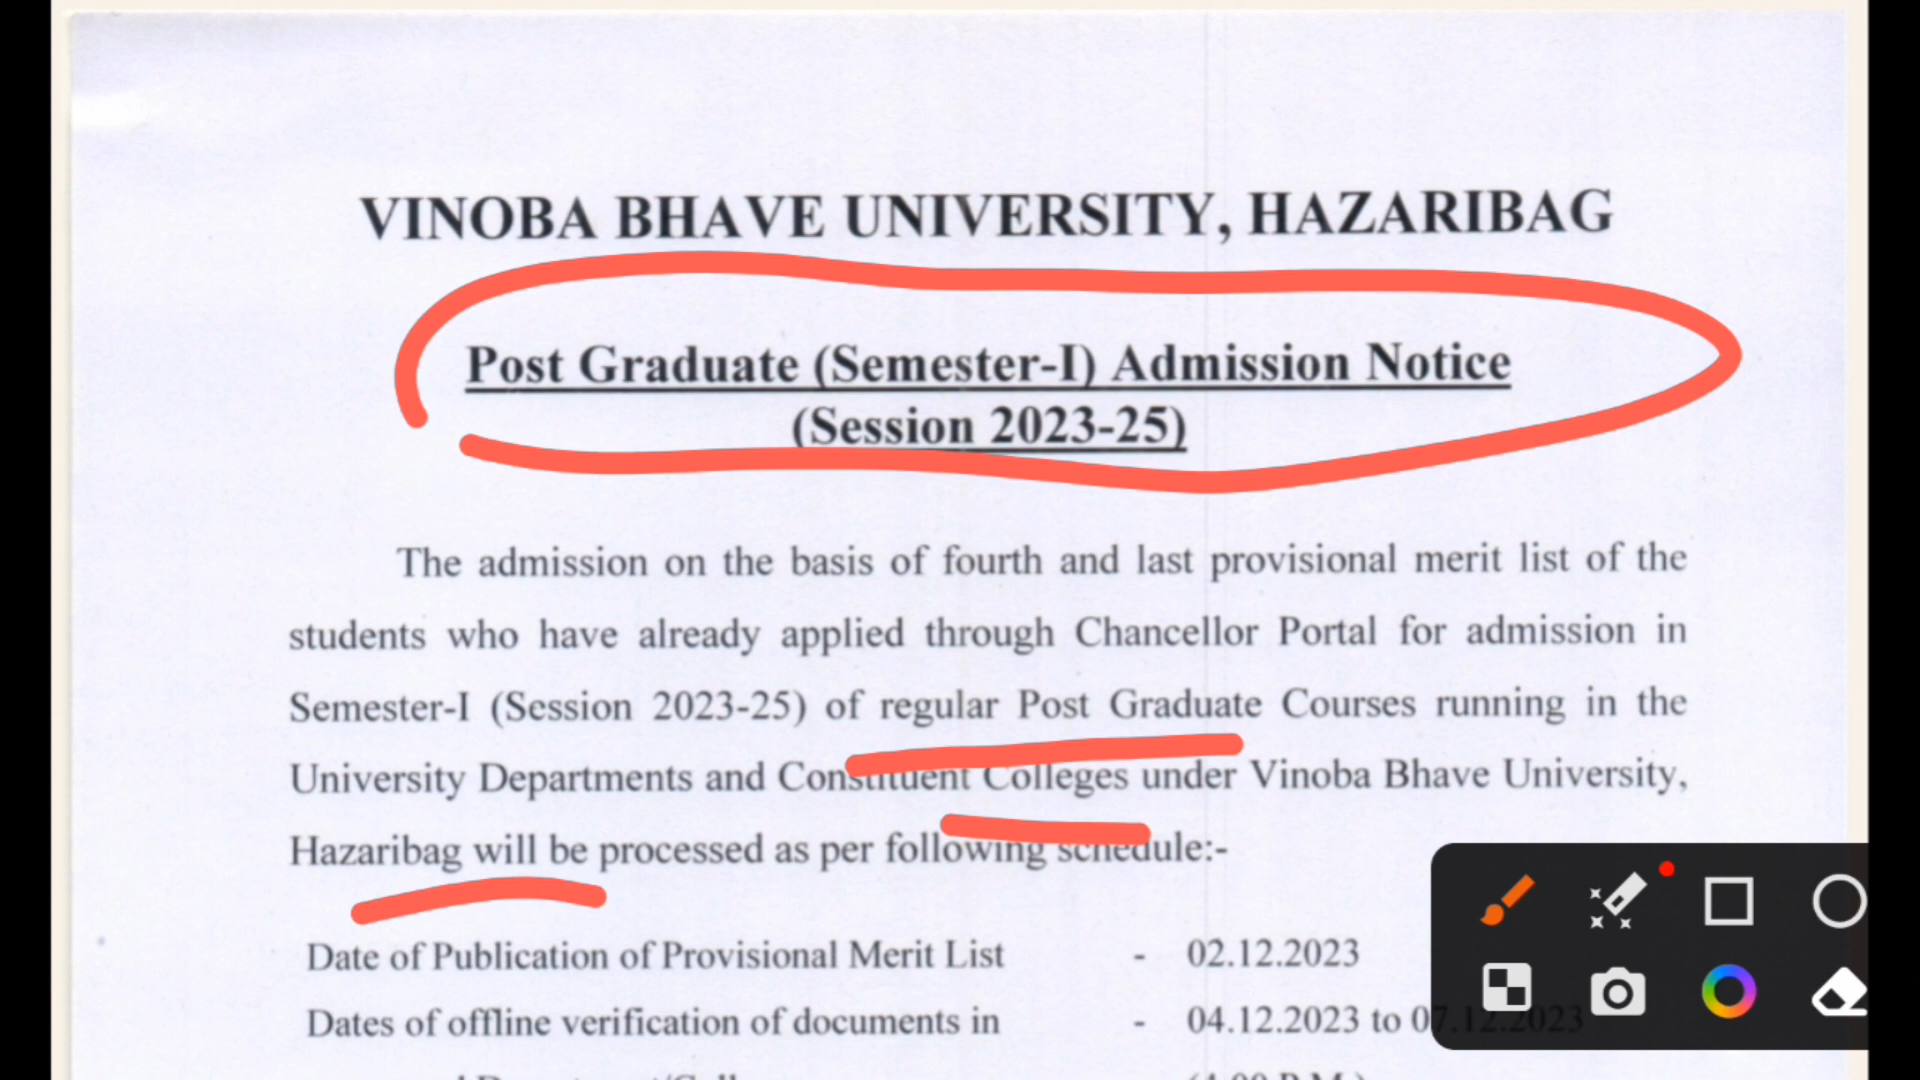 VINOBA BHAVE UNIVERSITY, HAZARIBAG
Post Graduate (Semester-I) Admission Notice
(Session 2023-25)
The admission on the basis of fourth and last provisional merit list of the
students who have already applied through Chancellor Portal for admission in
Semester-I (Session 2023-25) of regular Post Graduate Courses running in the
University Departments and Constituent Colleges under Vinoba Bhave University,
Hazaribag will be processed as per following schedule:-
Date of Publication of Provisional Merit List - 02.12.2023
Dates of offline verification of documents in - 04.12.2023 to 07.12.2023